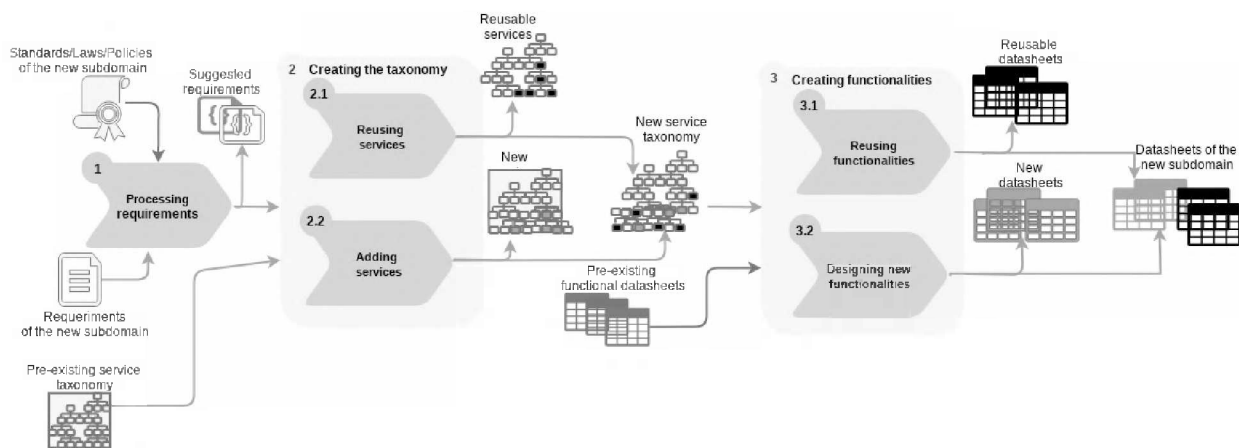 Standards/Laws/Policies
of the new subdomain
Suggested
requirements
1
Processing
requirements
Requeriments
of the new subdomain
Pre-existing service
taxonomy
2 Creating the taxonomy
2.1
Reusing
services
2.2
Adding
services
Reusable
services
New
New service
taxonomy
Pre-existing
functional datasheets
3 Creating functionalities
3.1
Reusing
functionalities
3.2
Designing new
functionalities
Reusable
datasheets
New
datasheets
Datasheets of the
new subdomain